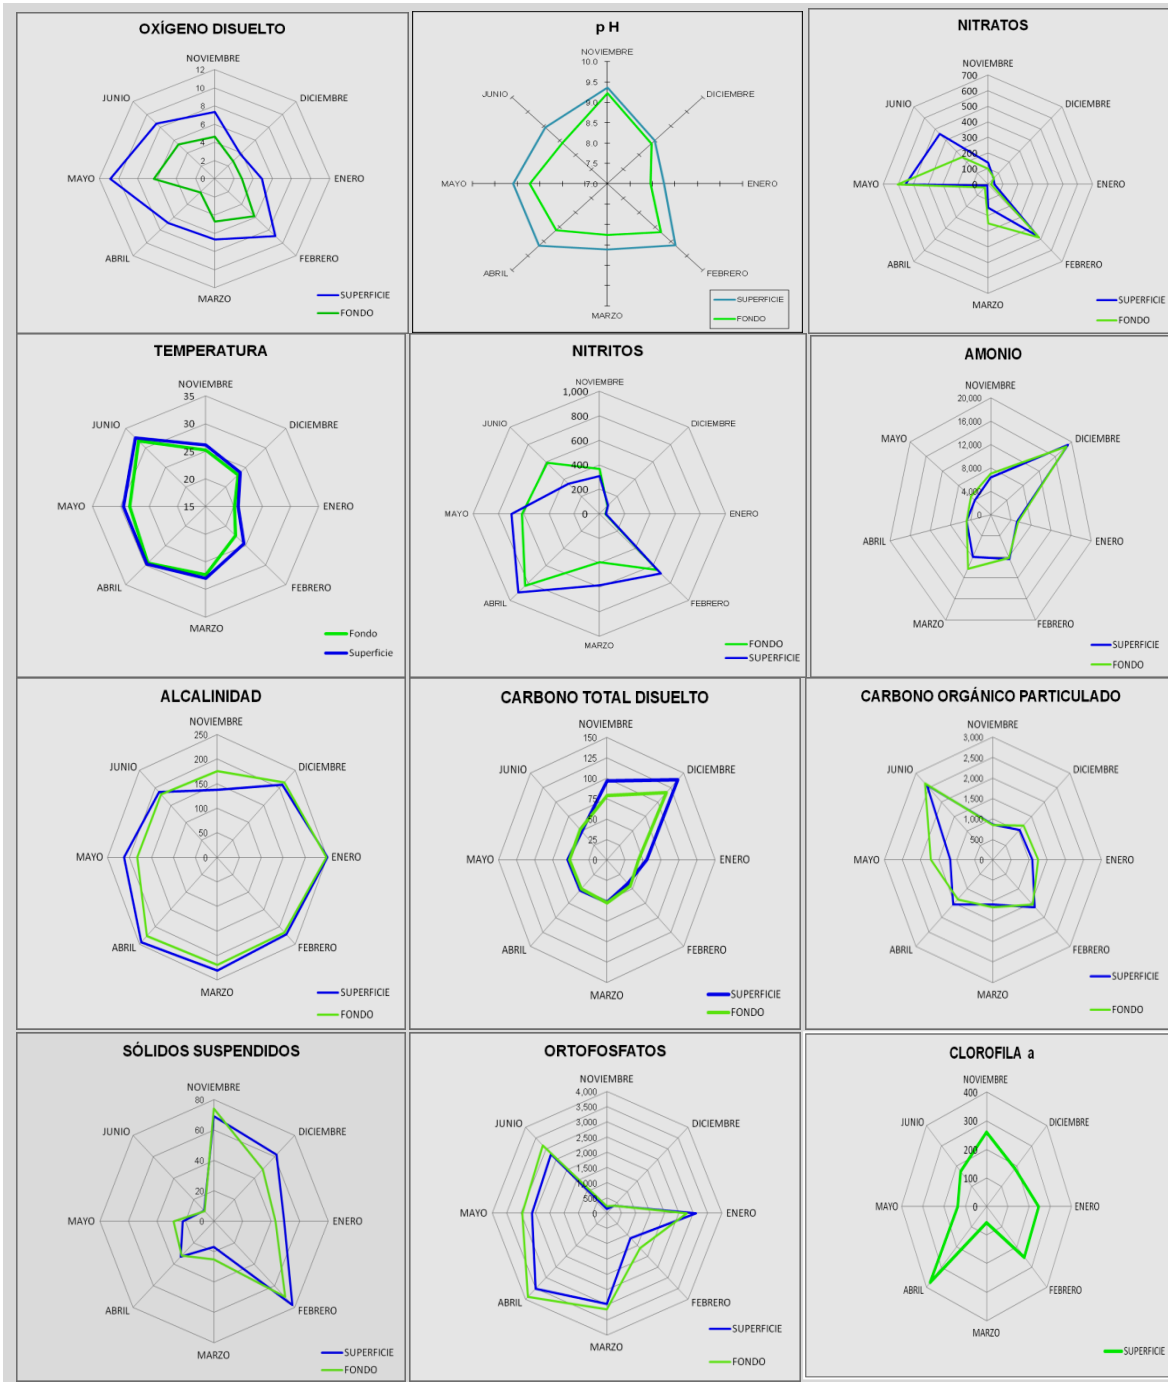 OXÍGENO DISUELTO
NOVIEMBRE
12
10
8
6
4
2
0
DICIEMBRE
ENERO
FEBRERO
MARZO
ABRIL
MAYO
JUNIO
SUPERFICIE
FONDO
p H
NOVIEMBRE
10.0
9.5
9.0
8.5
8.0
7.5
7.0
DICIEMBRE
ENERO
FEBRERO
MARZO
ABRIL
MAYO
JUNIO
SUPERFICIE
FONDO
NITRATOS
NOVIEMBRE
700
600
500
400
300
200
100
0
DICIEMBRE
ENERO
FEBRERO
MARZO
ABRIL
MAYO
JUNIO
SUPERFICIE
FONDO
TEMPERATURA
NOVIEMBRE
35
30
25
20
15
DICIEMBRE
ENERO
FEBRERO
MARZO
ABRIL
MAYO
JUNIO
Fondo
Superficie
NITRITOS
NOVIEMBRE
1,000
800
600
400
200
0
DICIEMBRE
ENERO
FEBRERO
MARZO
ABRIL
MAYO
JUNIO
FONDO
SUPERFICIE
AMONIO
NOVIEMBRE
20,000
16,000
12,000
8,000
4,000
0
DICIEMBRE
ENERO
FEBRERO
MARZO
ABRIL
MAYO
SUPERFICIE
FONDO
ALCALINIDAD
NOVIEMBRE
250
200
150
100
50
0
DICIEMBRE
ENERO
FEBRERO
MARZO
ABRIL
MAYO
JUNIO
SUPERFICIE
FONDO
CARBONO TOTAL DISUELTO
NOVIEMBRE
150
125
100
75
50
25
0
DICIEMBRE
ENERO
FEBRERO
MARZO
ABRIL
MAYO
JUNIO
SUPERFICIE
FONDO
CARBONO ORGÁNICO PARTICULADO
NOVIEMBRE
3,000
2,500
2,000
1,500
1,000
500
0
DICIEMBRE
ENERO
FEBRERO
MARZO
ABRIL
MAYO
JUNIO
SUPERFICIE
FONDO
SÓLIDOS SUSPENDIDOS
NOVIEMBRE
80
60
40
20
0
DICIEMBRE
ENERO
FEBRERO
MARZO
ABRIL
MAYO
JUNIO
SUPERFICIE
FONDO
ORTOFOSFATOS
NOVIEMBRE
4,000
3,500
3,000
2,500
2,000
1,500
1,000
500
0
DICIEMBRE
ENERO
FEBRERO
MARZO
ABRIL
MAYO
JUNIO
SUPERFICIE
FONDO
CLOROFILA a
NOVIEMBRE
400
300
200
100
0
DICIEMBRE
ENERO
FEBRERO
MARZO
ABRIL
MAYO
JUNIO
SUPERFICIE